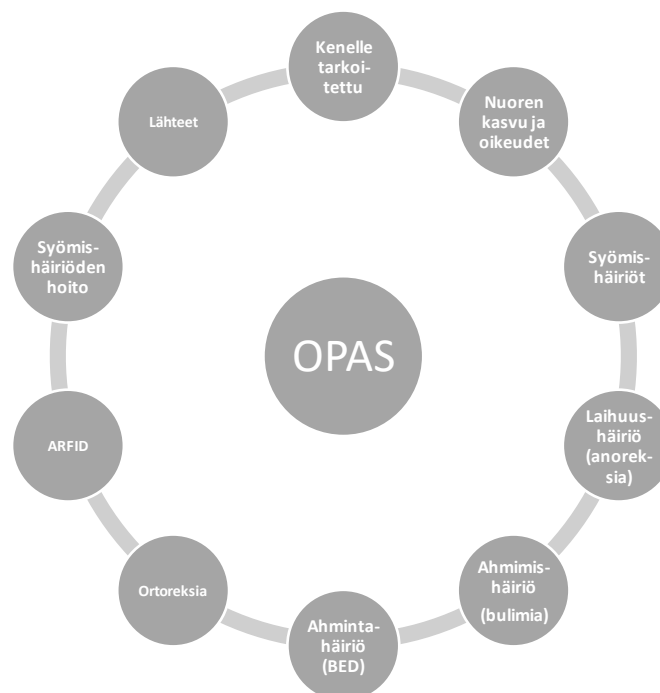 Kenelle
tarkoi-
tettu
Nuoren
kasvu ja
oikeudet
Syömis-
häiriöt
Laihuus-
häiriö
(anorek-
sia)
Ahmimis-
häiriö
(bulimia)
Ahminta-
häiriö
(BED)
Ortoreksia
ARFID
Syömis-
häiriöden
hoito
Lähteet
OPAS